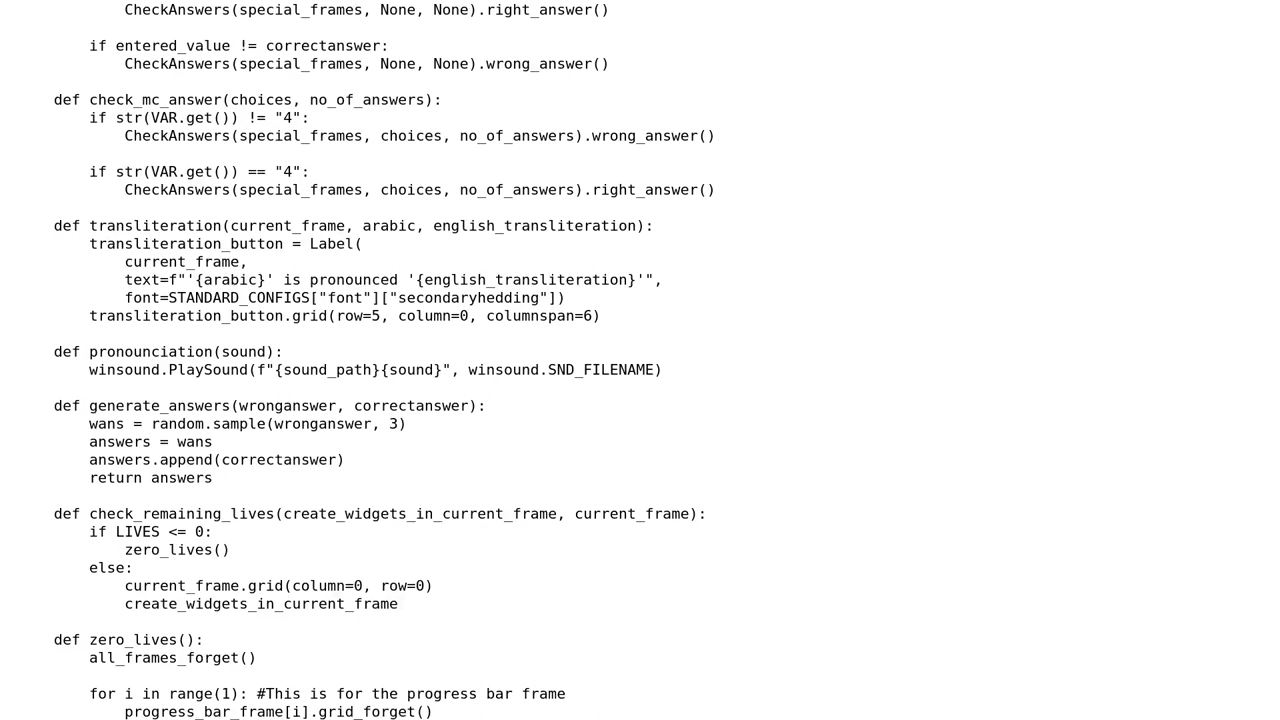 CheckAnswers(special_frames, None, None).right_answer()
if entered_value != correctanswer:
CheckAnswers(special_frames, None, None).wrong_answer()
def check_mc_answer(choices, no_of_answers):
if str(VAR.get()) != "4":
CheckAnswers(special_frames, choices, no_of_answers).wrong_answer()
if str(VAR.get()) == "4":
CheckAnswers(special_frames, choices, no_of_answers).right_answer()
def transliteration(current_frame, arabic, english_transliteration):
transliteration_button = Label(
current_frame,
text=f"'{arabic}' is pronounced '{english_transliteration}'",
font=STANDARD_CONFIGS["font"]["secondaryhedding"])
transliteration_button.grid(row=5, column=0, columnspan=6)
def pronounciation(sound):
winsound.PlaySound(f"{sound_path}{sound}", winsound.SND_FILENAME)
def generate_answers(wronganswer, correctanswer):
wans = random.sample(wronganswer, 3)
answers = wans
answers.append(correctanswer)
return answers
def check_remaining_lives(create_widgets_in_current_frame, current_frame):
if LIVES <= 0:
zero_lives()
else:
current_frame.grid(column=0, row=0)
create_widgets_in_current_frame
def zero_lives():
all_frames_forget()
for i in range(1): #This is for the progress bar frame
progress_bar_frame[i].grid_forget()